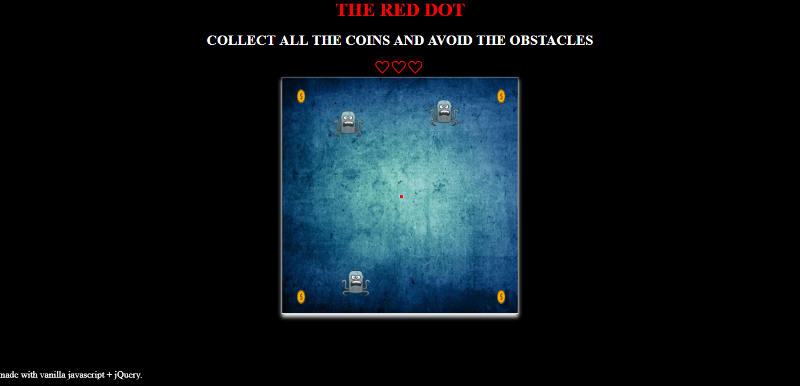 THE RED DOT
COLLECT ALL THE COINS AND AVOID THE OBSTACLES
♡♡♡
made with vanilla javascript + jQuery.